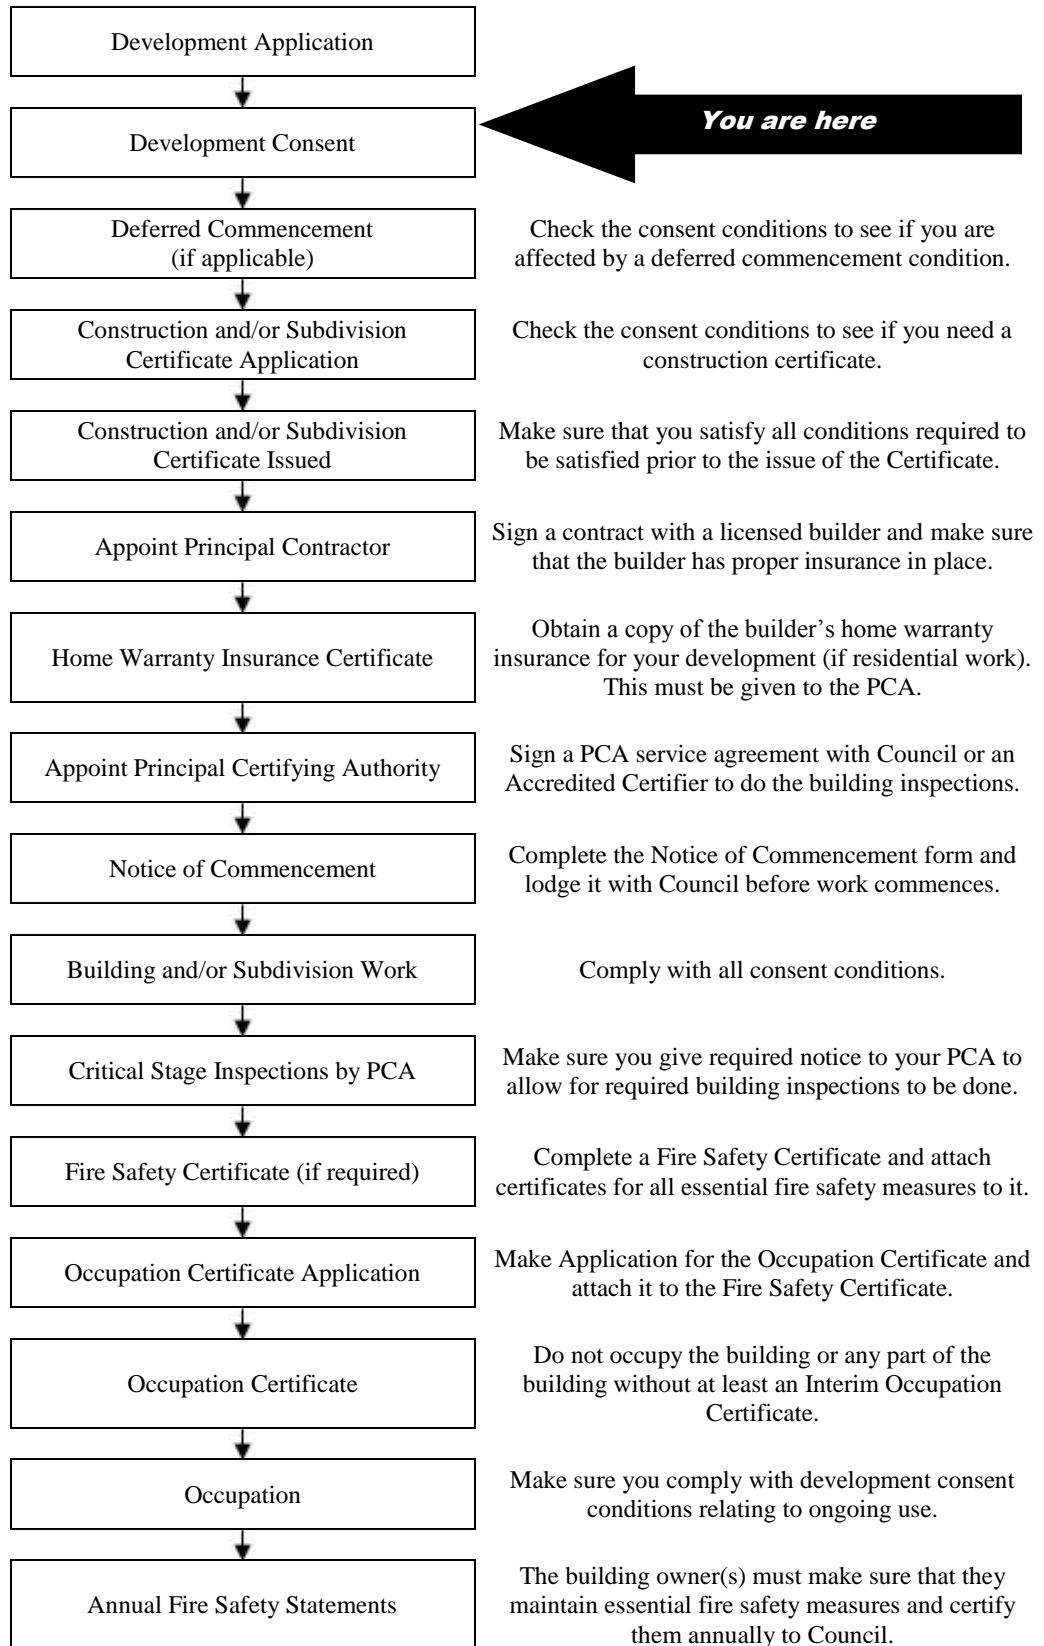 Development Application
Development Consent
You are here
Deferred Commencement
(if applicable)
Check the consent conditions to see if you are
affected by a deferred commencement condition.
Construction and/or Subdivision
Certificate Application
Check the consent conditions to see if you need a
construction certificate.
Construction and/or Subdivision
Certificate Issued
Make sure that you satisfy all conditions required to
be satisfied prior to the issue of the Certificate.
Appoint Principal Contractor
Sign a contract with a licensed builder and make sure
that the builder has proper insurance in place.
Home Warranty Insurance Certificate
Obtain a copy of the builder’s home warranty
insurance for your development (if residential work).
This must be given to the PCA.
Appoint Principal Certifying Authority
Sign a PCA service agreement with Council or an
Accredited Certifier to do the building inspections.
Notice of Commencement
Complete the Notice of Commencement form and
lodge it with Council before work commences.
Building and/or Subdivision Work
Comply with all consent conditions.
Critical Stage Inspections by PCA
Make sure you give required notice to your PCA to
allow for required building inspections to be done.
Fire Safety Certificate (if required)
Complete a Fire Safety Certificate and attach
certificates for all essential fire safety measures to it.
Occupation Certificate Application
Make Application for the Occupation Certificate and
attach it to the Fire Safety Certificate.
Occupation Certificate
Do not occupy the building or any part of the
building without at least an Interim Occupation
Certificate.
Occupation
Make sure you comply with development consent
conditions relating to ongoing use.
Annual Fire Safety Statements
The building owner(s) must make sure that they
maintain essential fire safety measures and certify
them annually to Council.